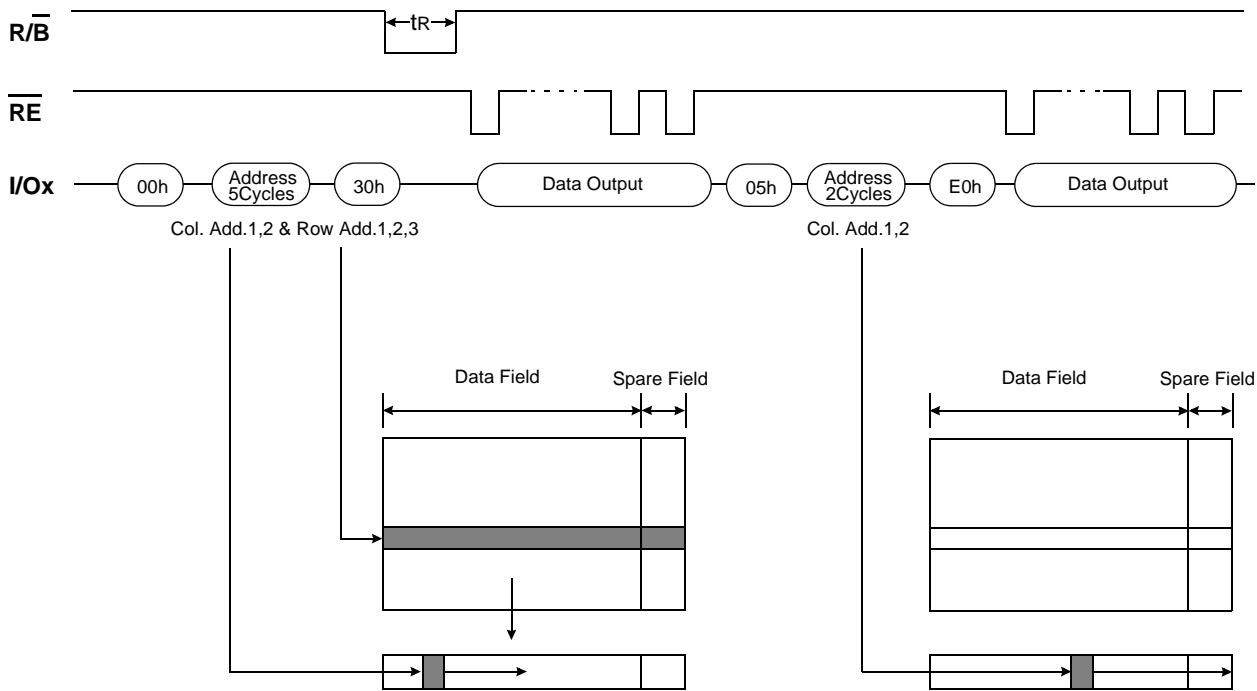 R/B
tR
RE
I/Ox
00h
Address
5Cycles
30h
Data Output
05h
Address
2Cycles
E0h
Data Output
Col. Add.1,2 & Row Add.1,2,3
Col. Add.1,2
Data Field
Spare Field
Data Field
Spare Field